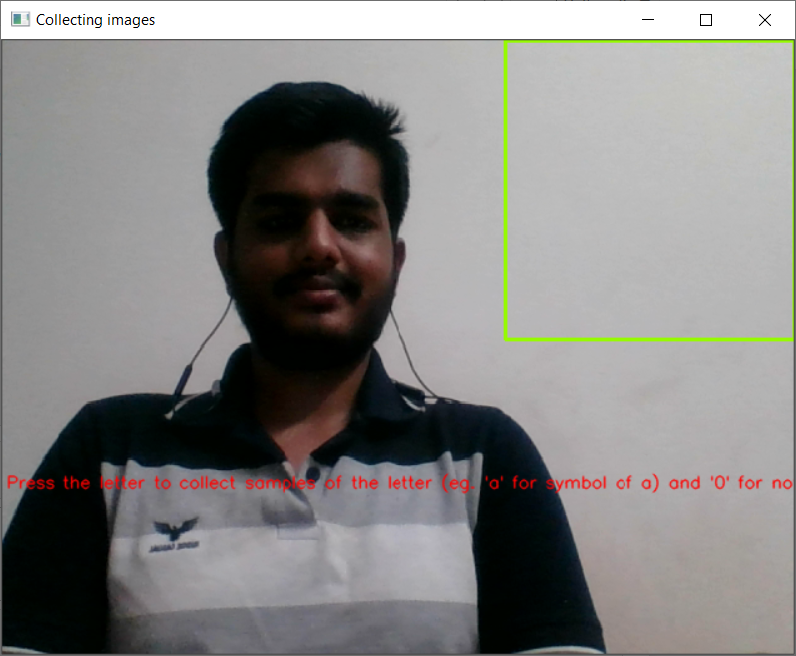 Collecting images
Press the letter to collect samples of the letter (eg. 'a' for symbol of a) and '0' for no